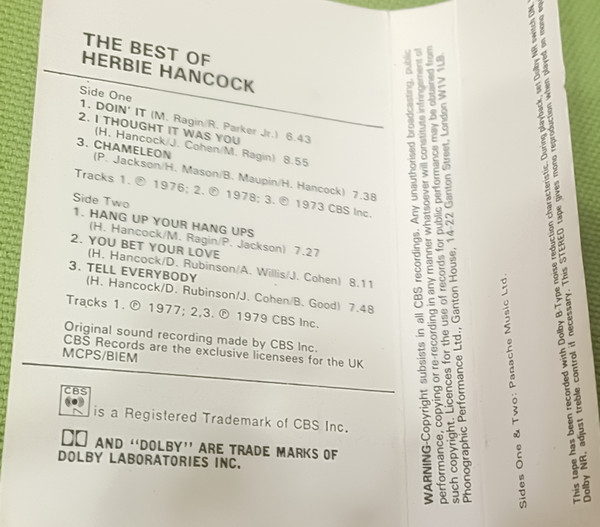 THE BEST OF
HERBIE HANCOCK
Side One
1. DOIN' IT (M. Ragin/R. Parker Jr.) 6.43
2. I THOUGHT IT WAS YOU
(H. Hancock/J. Cohen/M. Ragin) 8.55
3. CHAMELEON
(P. Jackson/H. Mason/B. Maupin/H. Hancock) 7.38
Tracks 1. ℗ 1976; 2. ℗ 1978; 3. ℗ 1973 CBS Inc.
Side Two
1. HANG UP YOUR HANG UPS
(H. Hancock/M. Ragin/P. Jackson) 7.27
2. YOU BET YOUR LOVE
(H. Hancock/D. Rubinson/A. Willis/J. Cohen) 8.11
3. TELL EVERYBODY
(H. Hancock/D. Rubinson/J. Cohen/B. Good) 7.48
Tracks 1. ℗ 1977; 2,3. ℗ 1979 CBS Inc.
Original sound recording made by CBS Inc.
CBS Records are the exclusive licensees for the UK
MCPS/BIEM
CBS
is a Registered Trademark of CBS Inc.
AND "DOLBY" ARE TRADE MARKS OF
DOLBY LABORATORIES INC.
WARNING-Copyright subsists in all CBS recordings. Any unauthorised broadcasting, public
performance, copying or re-recording in any manner whatsoever will constitute infringement of
such copyright. Licences for the use of records for public performance may be obtained from
Phonographic Performance Ltd., Ganton House, 14-22 Ganton Street, London W1V 1LB.
Sides One & Two: Panache Music Ltd.
This tape has been recorded with Dolby B-Type noise reduction characteristic. During playback, set Dolby NR switch ON.
Dolby NR, adjust treble control if necessary. This STEREO tape gives mono reproduction when played on mono